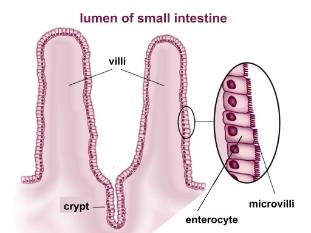 lumen of small intestine
villi
crypt
microvilli
enterocyte